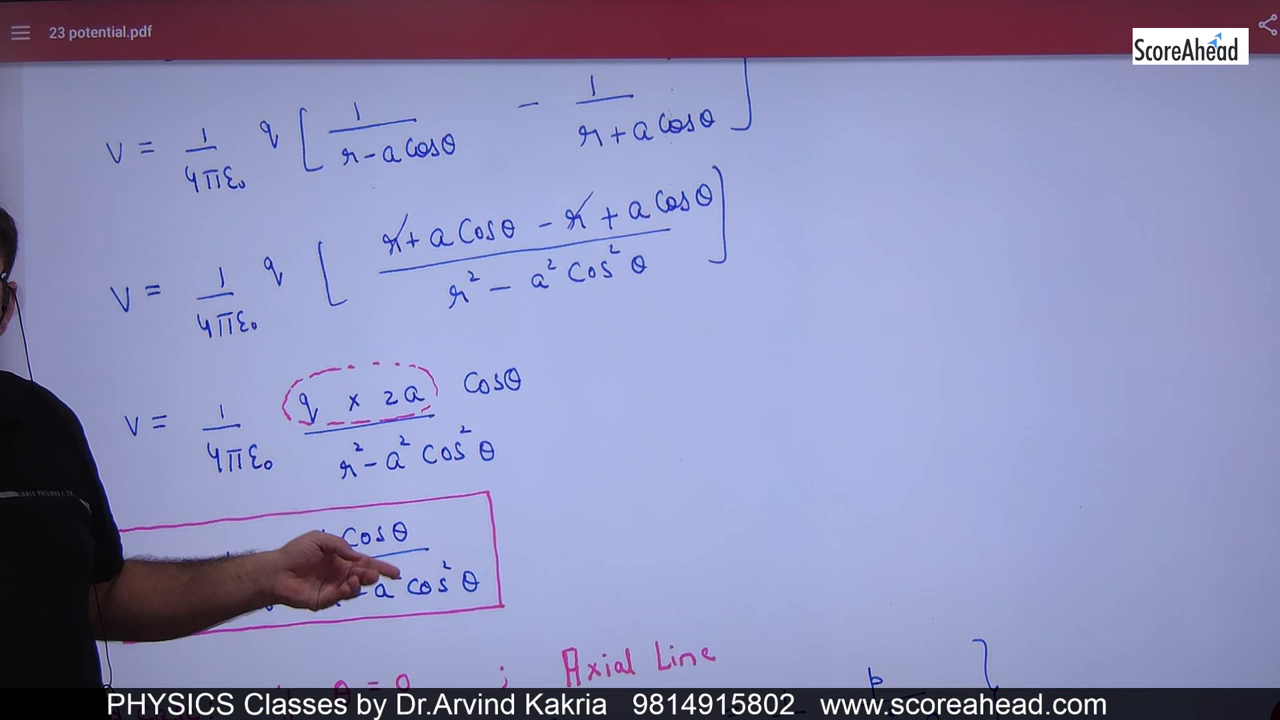 23 potential.pdf
ScoreAhead
V = 1/4πε₀ q [ 1/(r - a Cosθ) - 1/(r + a Cosθ) ]
V = 1/4πε₀ q [ (r + a Cosθ - r + a Cosθ)/(r² - a² Cos²θ) ]
V = 1/4πε₀ (q × 2a) Cosθ/(r² - a² Cos²θ)
Cosθ
- a² Cos²θ
θ = 0 ; Axial Line
p
PHYSICS Classes by Dr.Arvind Kakria 9814915802 www.scoreahead.com